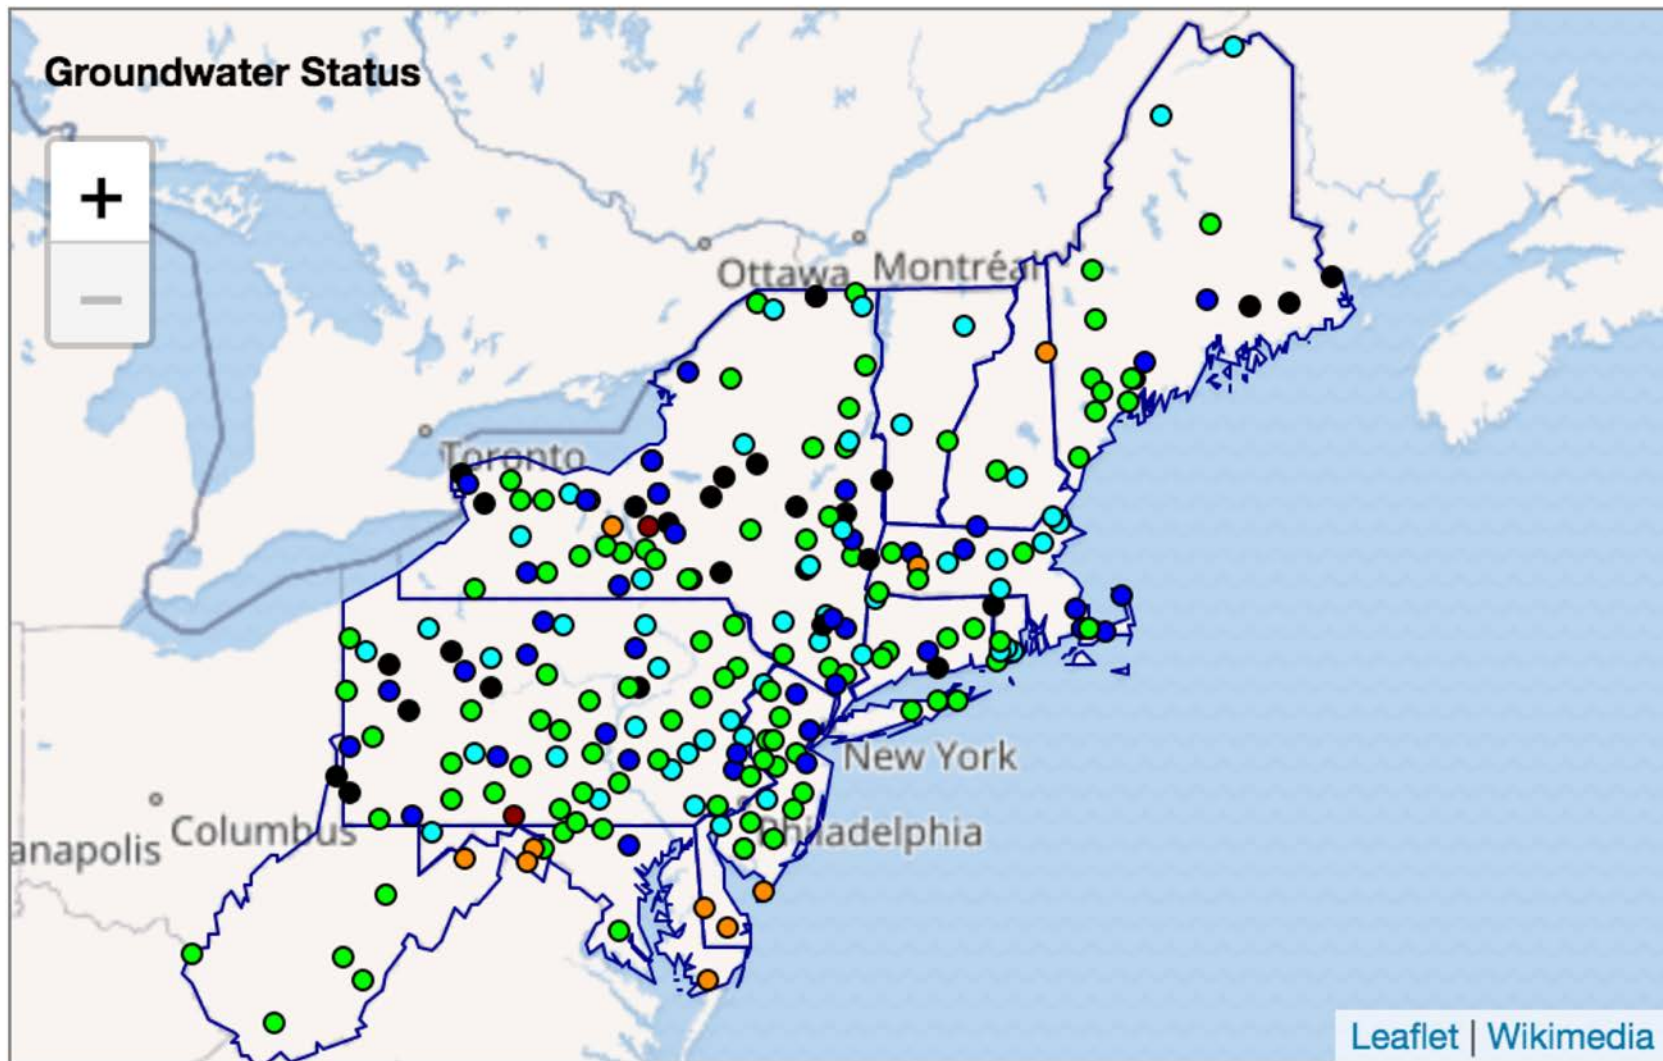 Groundwater Status
+
−
Ottawa
Montréal
Toronto
New York
Philadelphia
Columbus
anapolis
Leaflet | Wikimedia